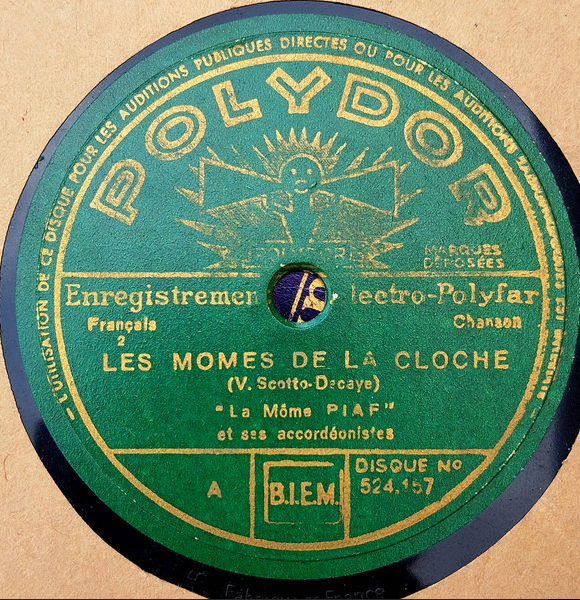 L'UTILISATION DE CE DISQUE POUR LES AUDITIONS PUBLIQUES DIRECTES OU POUR LES AUDITIONS
POLYDOR
MARQUES
DÉPOSÉES
Enregistremen lectro-Polyfar
Français Chanson
2
LES MOMES DE LA CLOCHE
(V. Scotto-Decaye)
"La Môme PIAF"
et ses accordéonistes
A B.I.E.M. DISQUE No
524,157